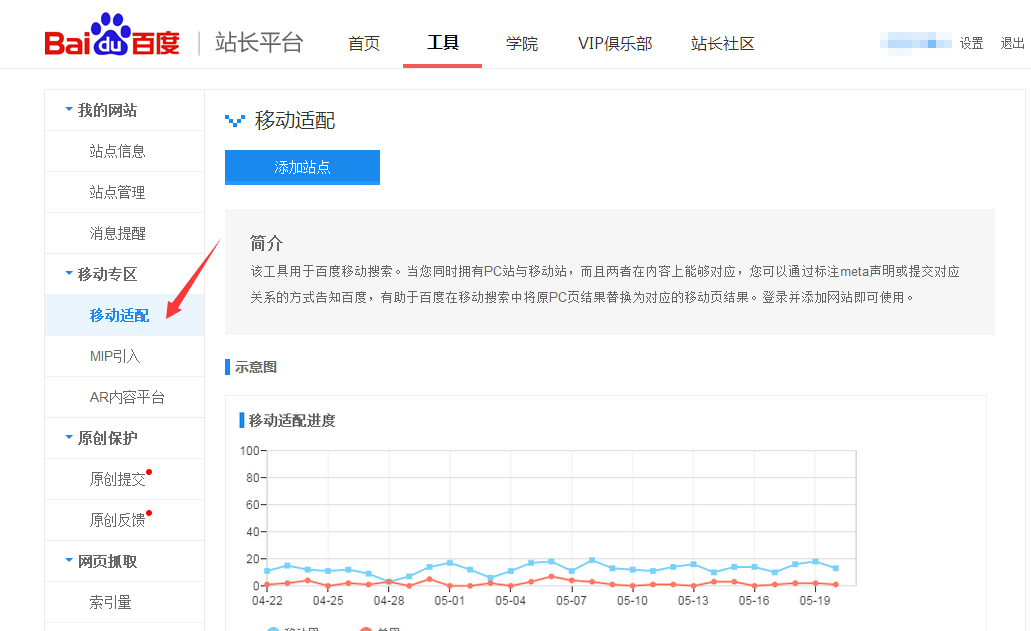 Bai du 百度 站长平台 首页 工具 学院 VIP俱乐部 站长社区 设置 退出
我的网站
站点信息
站点管理
消息提醒
移动专区
移动适配
MIP引入
AR内容平台
原创保护
原创提交
原创反馈
网页抓取
索引量
移动适配
添加站点
简介
该工具用于百度移动搜索。当您同时拥有PC站与移动站，而且两者在内容上能够对应，您可以通过标注meta声明或提交对应
关系的方式告知百度，有助于百度在移动搜索中将原PC页结果替换为对应的移动页结果。登录并添加网站即可使用。
示意图
移动适配进度
100
80
60
40
20
0
04-22 04-25 04-28 05-01 05-04 05-07 05-10 05-13 05-16 05-19